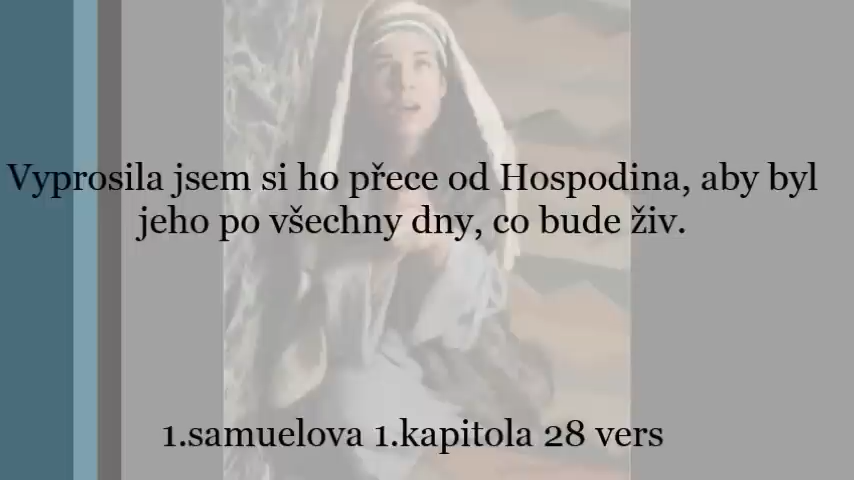 Vyprosila jsem si ho přece od Hospodina, aby byl
jeho po všechny dny, co bude živ.
1.samuelova 1.kapitola 28 vers